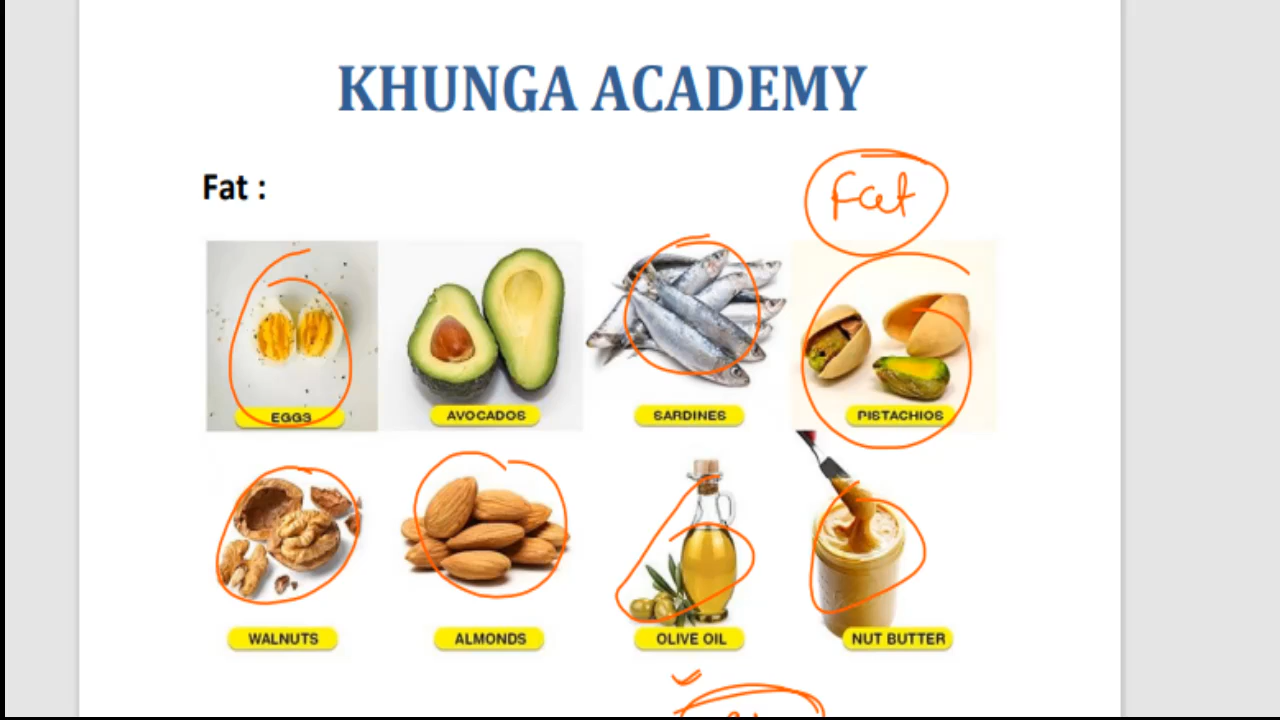 KHUNGA ACADEMY
Fat :
Fat
EGGS
AVOCADOS
SARDINES
PISTACHIOS
WALNUTS
ALMONDS
OLIVE OIL
NUT BUTTER